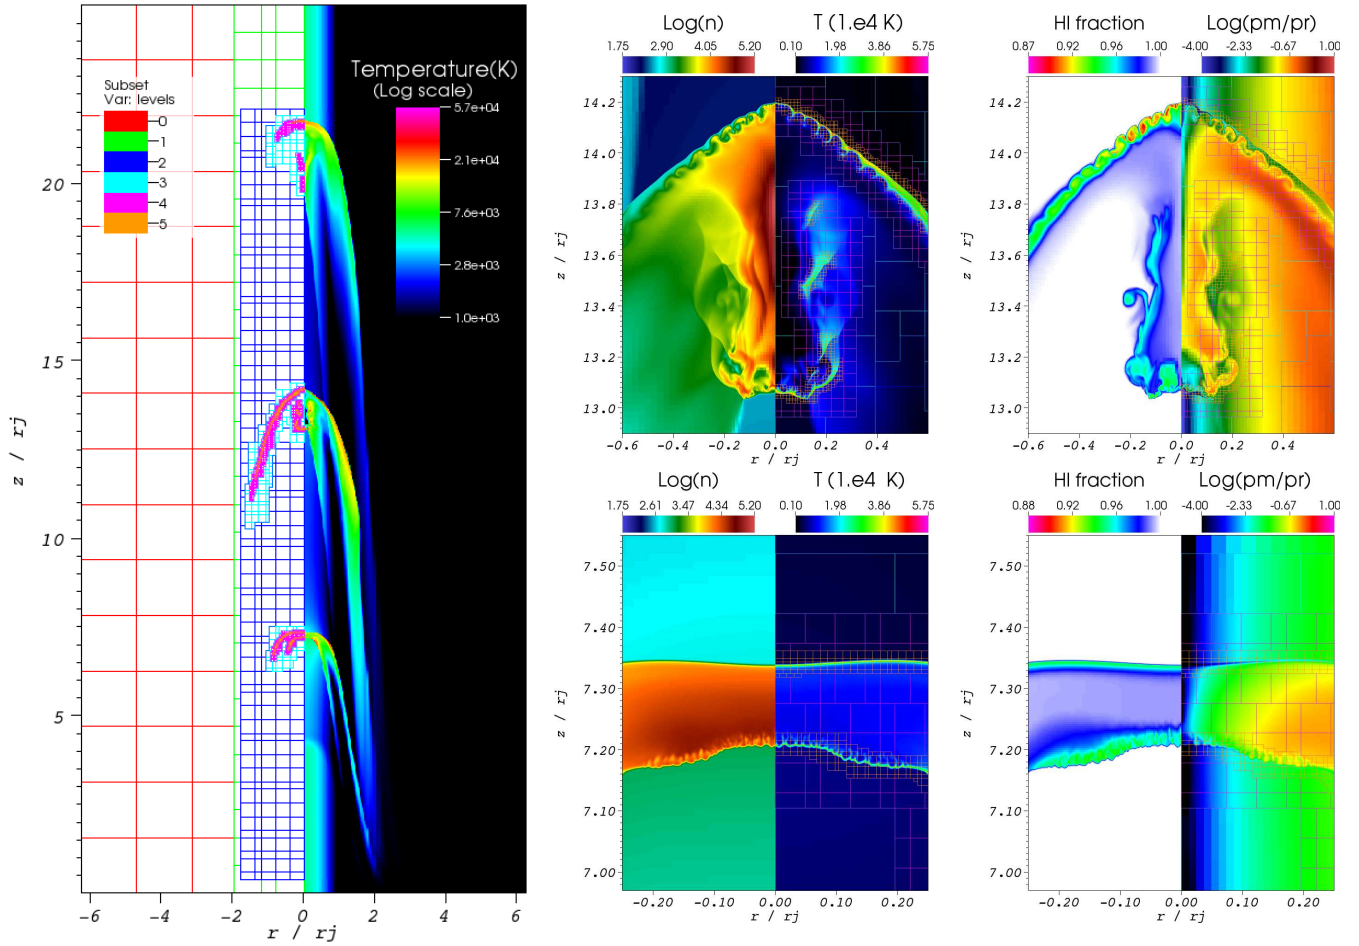 Subset
Var: levels
0
1
2
3
4
5
Temperature(K)
(Log scale)
5.7e+04
2.1e+04
7.6e+03
2.8e+03
1.0e+03
20
15
10
5
z / rj
-6 -4 -2 0 2 4 6
r / rj
Log(n) T (1.e4 K)
1.75 2.90 4.05 5.20 0.10 1.98 3.86 5.75
14.2
14.0
13.8
13.6
13.4
13.2
13.0
z / rj
-0.6 -0.4 -0.2 0.0 0.2 0.4
r / rj
HI fraction Log(pm/pr)
0.87 0.92 0.96 1.00 -4.00 -2.33 -0.67 1.00
14.2
14.0
13.8
13.6
13.4
13.2
13.0
z / rj
-0.4 -0.2 0.0 0.2 0.4
r / rj
Log(n) T (1.e4 K)
1.75 2.61 3.47 4.34 5.20 0.10 1.98 3.86 5.75
7.50
7.40
7.30
7.20
7.10
7.00
z / rj
-0.20 -0.10 0.0 0.10 0.20
r / rj
HI fraction Log(pm/pr)
0.88 0.92 0.96 1.00 -4.00 -2.33 -0.67 1.00
7.50
7.40
7.30
7.20
7.10
7.00
z / rj
-0.20 -0.10 0.0 0.10 0.20
r / rj